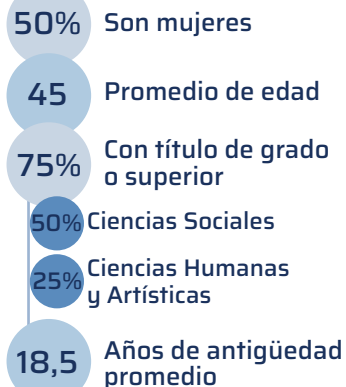 50% Son mujeres
45 Promedio de edad
75% Con título de grado
o superior
50% Ciencias Sociales
25% Ciencias Humanas
y Artísticas
18,5 Años de antigüedad
promedio